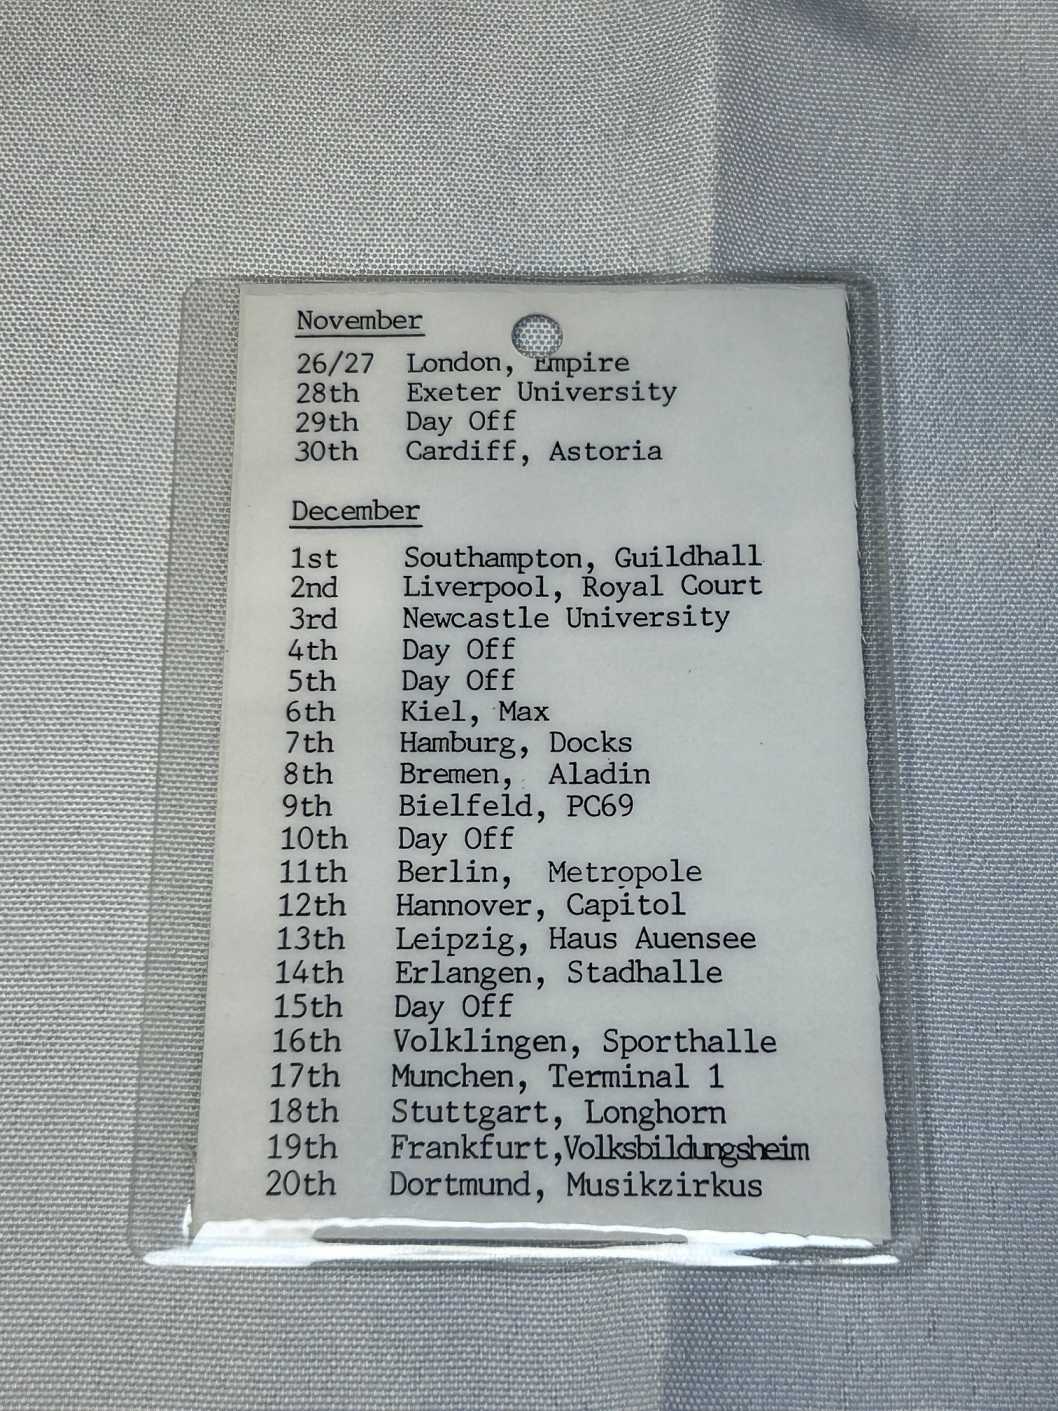 November
26/27 London, Empire
28th Exeter University
29th Day Off
30th Cardiff, Astoria
December
1st Southampton, Guildhall
2nd Liverpool, Royal Court
3rd Newcastle University
4th Day Off
5th Day Off
6th Kiel, Max
7th Hamburg, Docks
8th Bremen, Aladin
9th Bielfeld, PC69
10th Day Off
11th Berlin, Metropole
12th Hannover, Capitol
13th Leipzig, Haus Auensee
14th Erlangen, Stadhalle
15th Day Off
16th Volklingen, Sporthalle
17th Munchen, Terminal 1
18th Stuttgart, Longhorn
19th Frankfurt,Volksbildungsheim
20th Dortmund, Musikzirkus